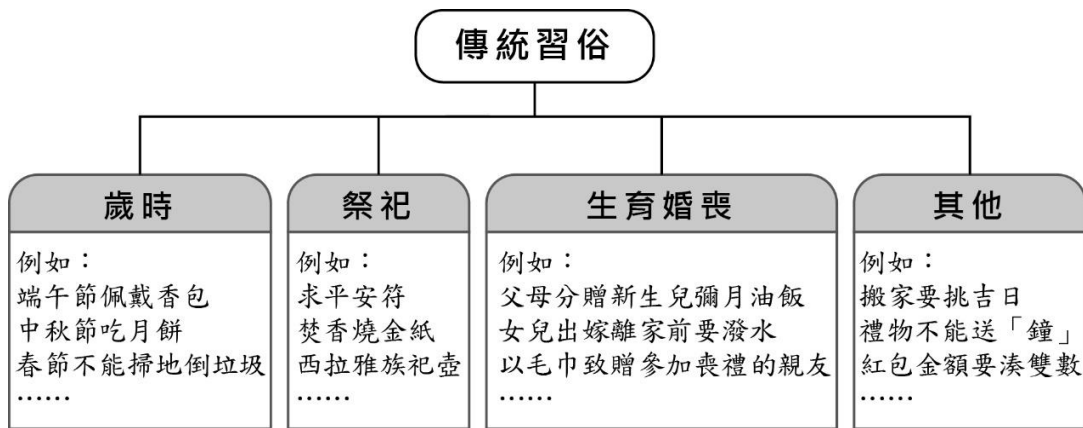 傳統習俗
歲時
例如：
端午節佩戴香包
中秋節吃月餅
春節不能掃地倒垃圾
……
祭祀
例如：
求平安符
焚香燒金紙
西拉雅族祀壺
……
生育婚喪
例如：
父母分贈新生兒彌月油飯
女兒出嫁離家前要潑水
以毛巾致贈參加喪禮的親友
……
其他
例如：
搬家要挑吉日
禮物不能送「鐘」
紅包金額要湊雙數
……